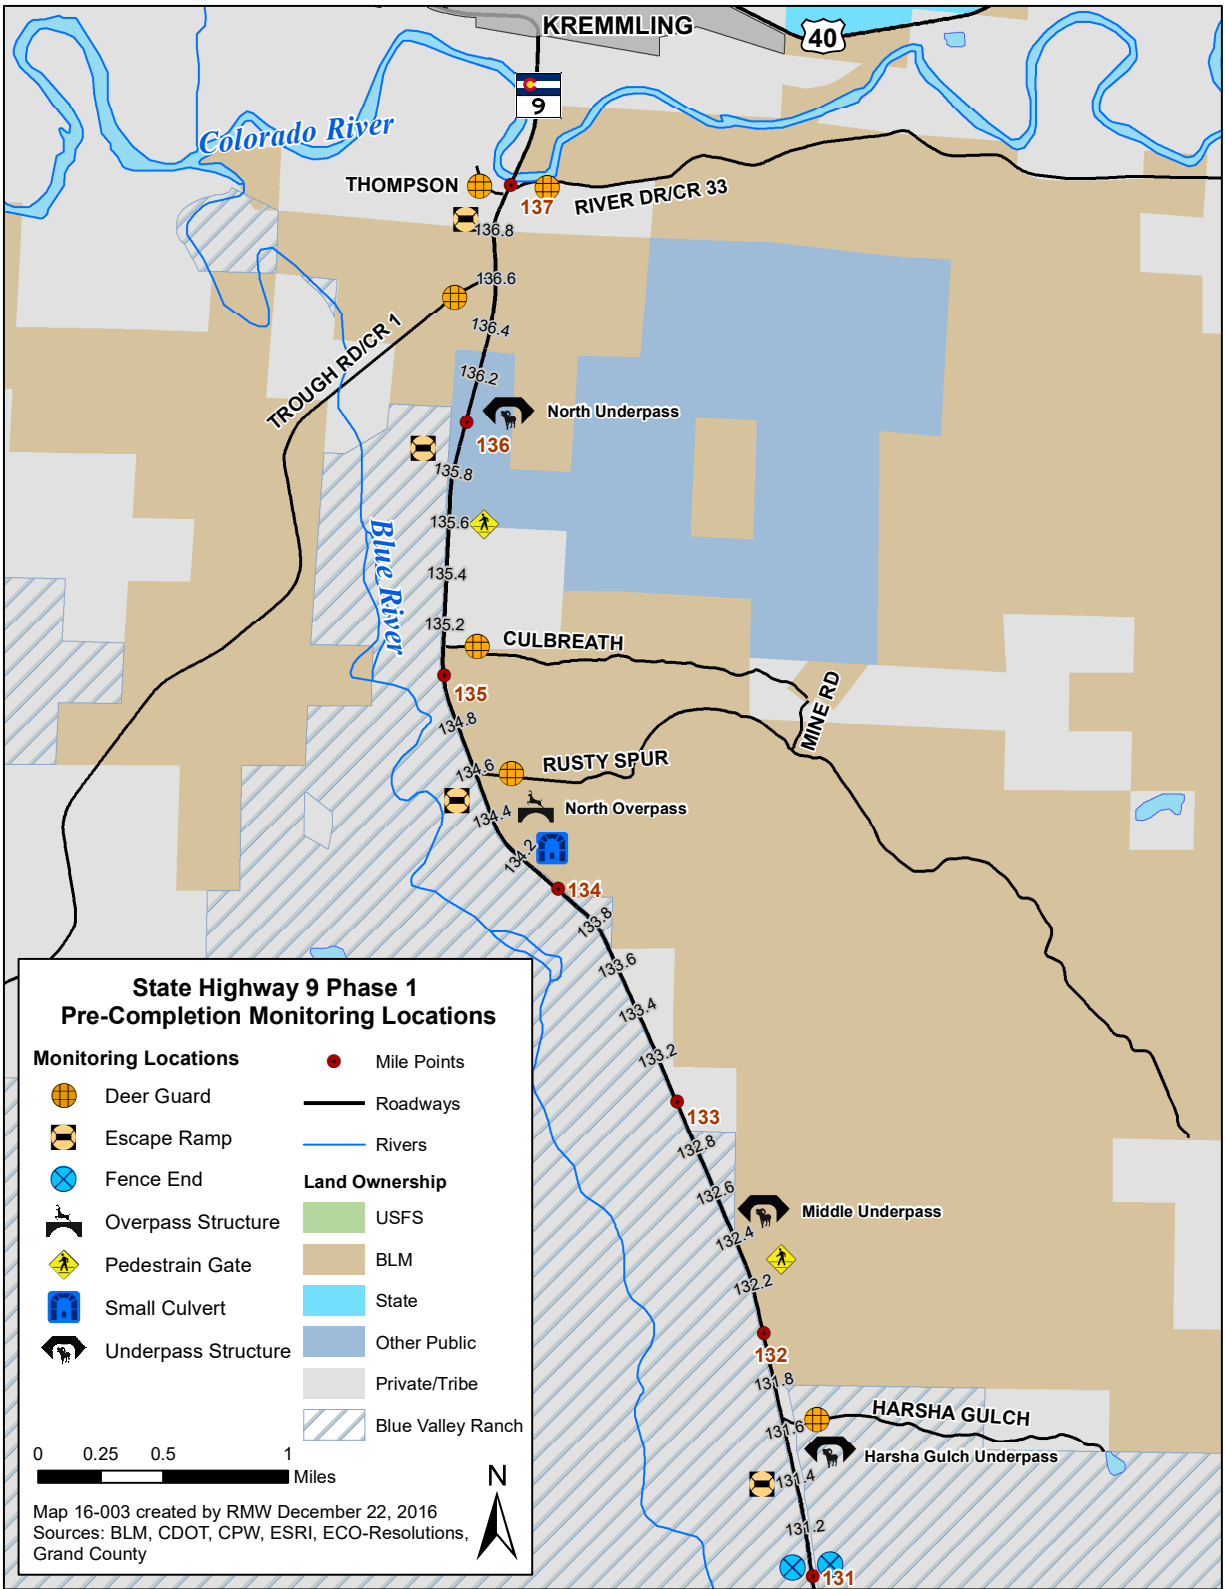 KREMMLING
40
9
Colorado River
THOMPSON
137
RIVER DR/CR 33
136.8
136.6
136.4
TROUGH RD/CR 1
136.2
North Underpass
136
135.8
135.6
Blue River
135.4
135.2
CULBREATH
135
MINE RD
134.8
134.6
RUSTY SPUR
134.4
North Overpass
134.2
134
133.8
133.6
133.4
133.2
133
132.8
132.6
Middle Underpass
132.4
132.2
132
131.8
HARSHA GULCH
131.6
Harsha Gulch Underpass
131.4
131.2
131
State Highway 9 Phase 1
Pre-Completion Monitoring Locations
Monitoring Locations
Deer Guard
Escape Ramp
Fence End
Overpass Structure
Pedestrain Gate
Small Culvert
Underpass Structure
Mile Points
Roadways
Rivers
Land Ownership
USFS
BLM
State
Other Public
Private/Tribe
Blue Valley Ranch
0 0.25 0.5 1
Miles
N
Map 16-003 created by RMW December 22, 2016
Sources: BLM, CDOT, CPW, ESRI, ECO-Resolutions,
Grand County